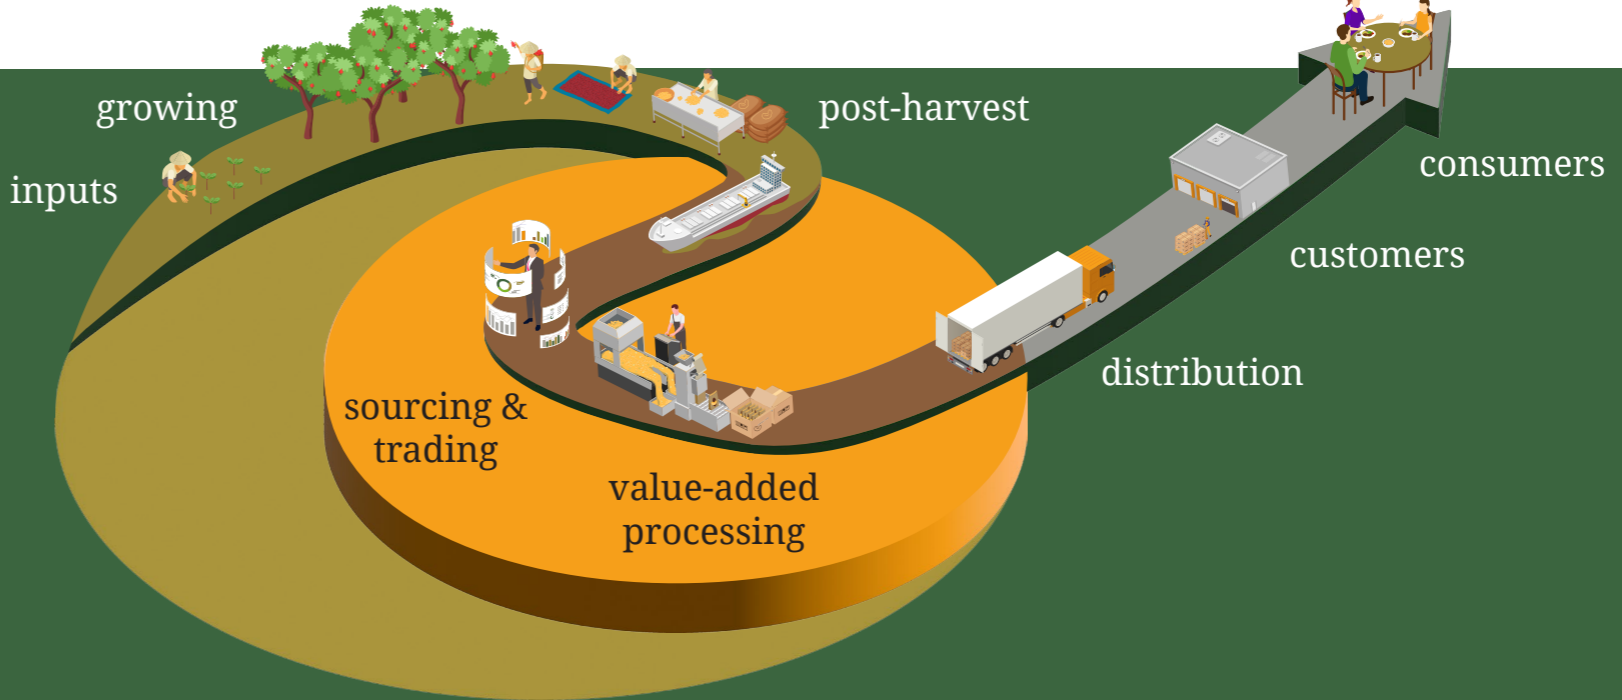 inputs
growing
post-harvest
sourcing &
trading
value-added
processing
distribution
customers
consumers